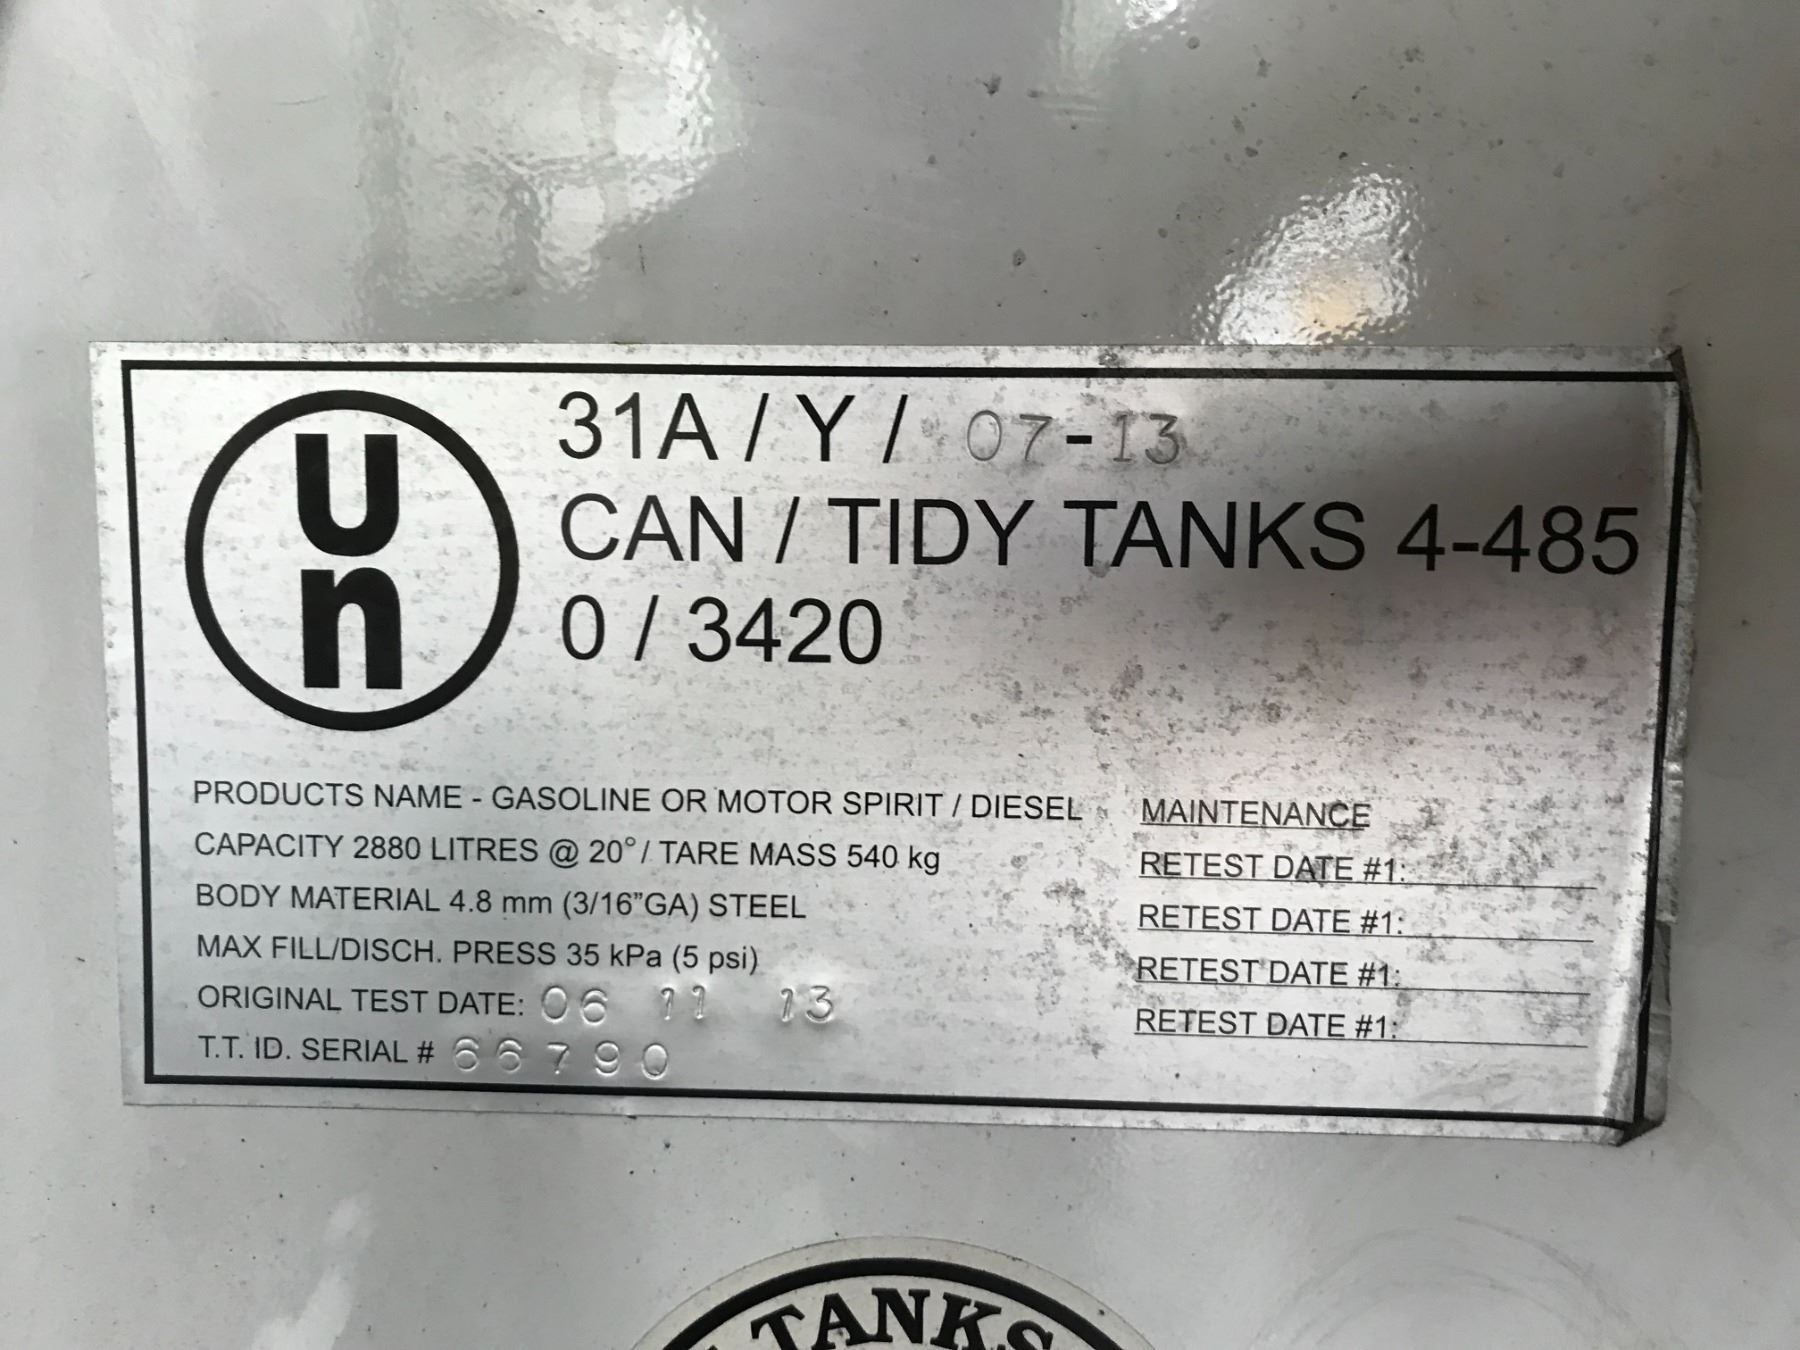 un
31A / Y / 07-13
CAN / TIDY TANKS 4-485
0 / 3420
PRODUCTS NAME - GASOLINE OR MOTOR SPIRIT / DIESEL
CAPACITY 2880 LITRES @ 20° / TARE MASS 540 kg
BODY MATERIAL 4.8 mm (3/16"GA) STEEL
MAX FILL/DISCH. PRESS 35 kPa (5 psi)
ORIGINAL TEST DATE: 06 11 13
T.T. ID. SERIAL # 66790
MAINTENANCE
RETEST DATE #1:
RETEST DATE #1:
RETEST DATE #1:
RETEST DATE #1:
TANKS